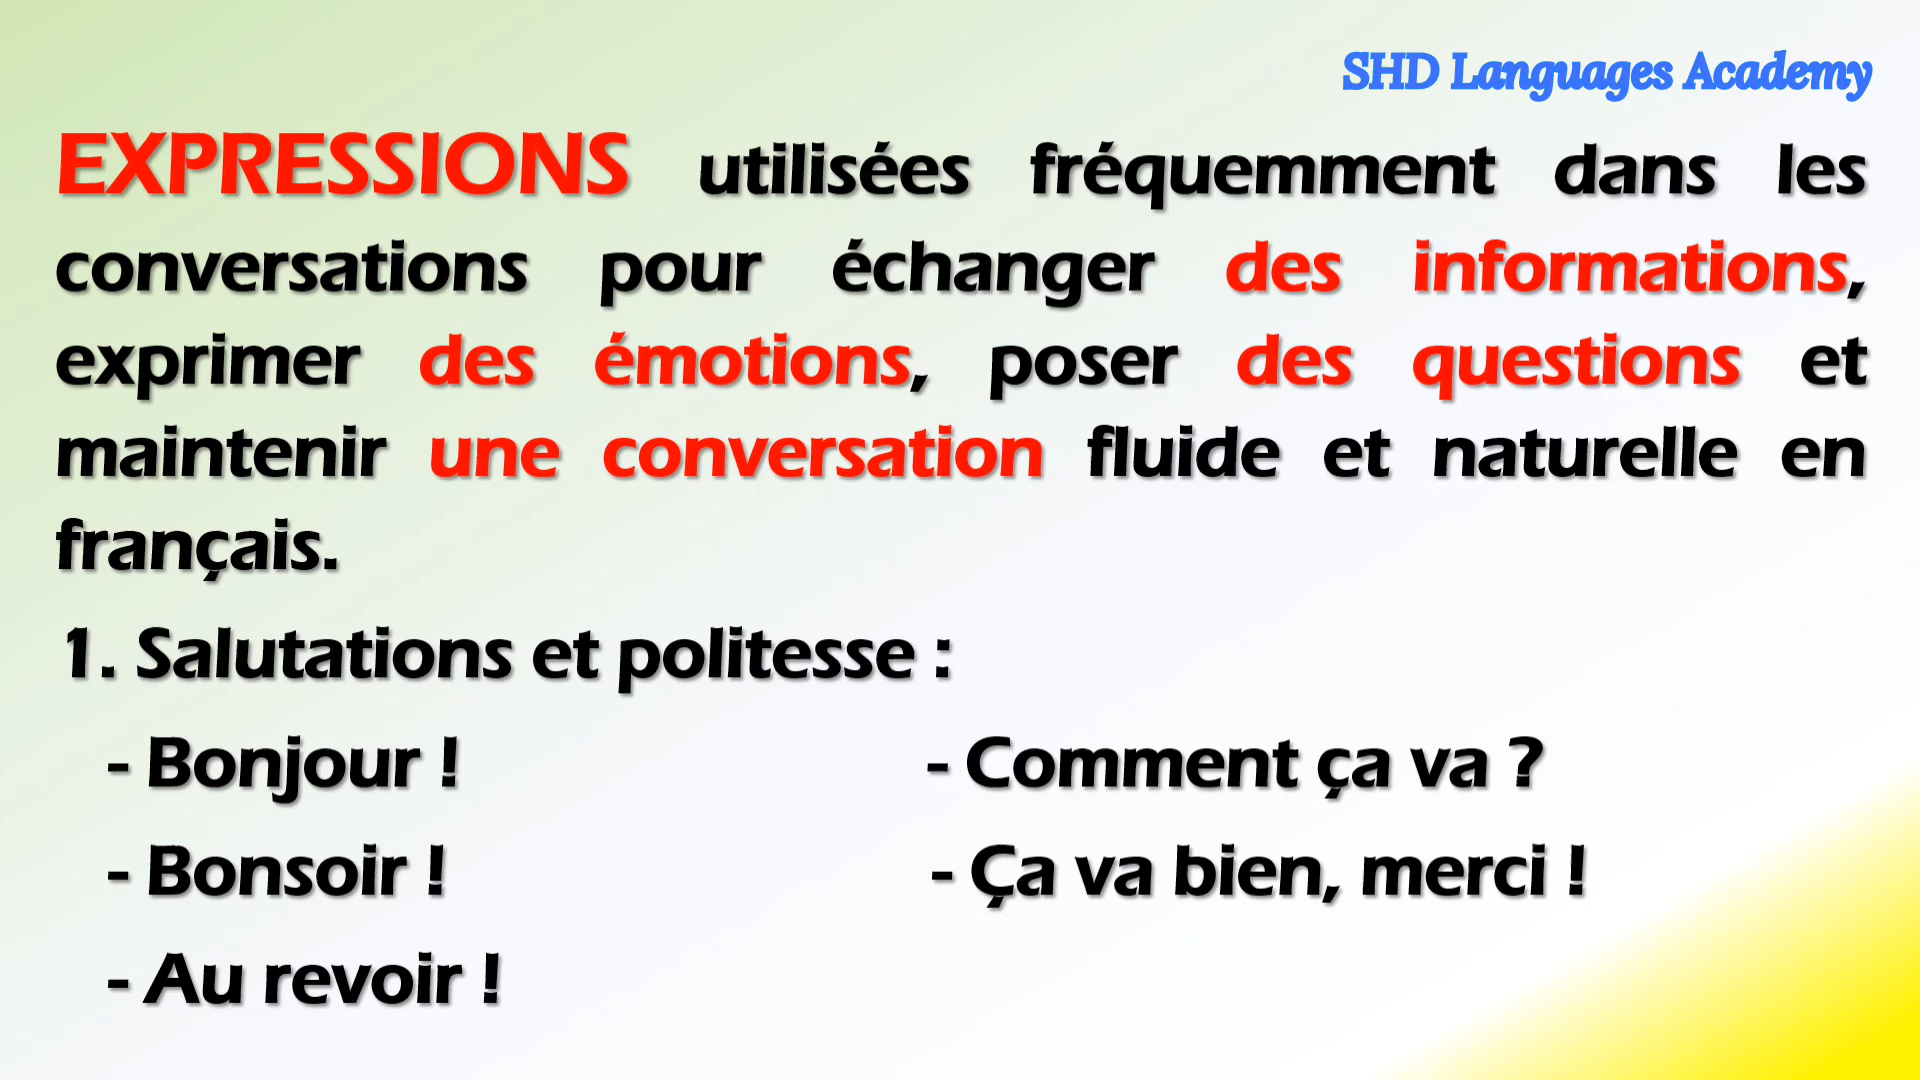 SHD Languages Academy
EXPRESSIONS utilisées fréquemment dans les
conversations pour échanger des informations,
exprimer des émotions, poser des questions et
maintenir une conversation fluide et naturelle en
français.
1. Salutations et politesse :
- Bonjour !
- Bonsoir !
- Au revoir !
- Comment ça va ?
- Ça va bien, merci !